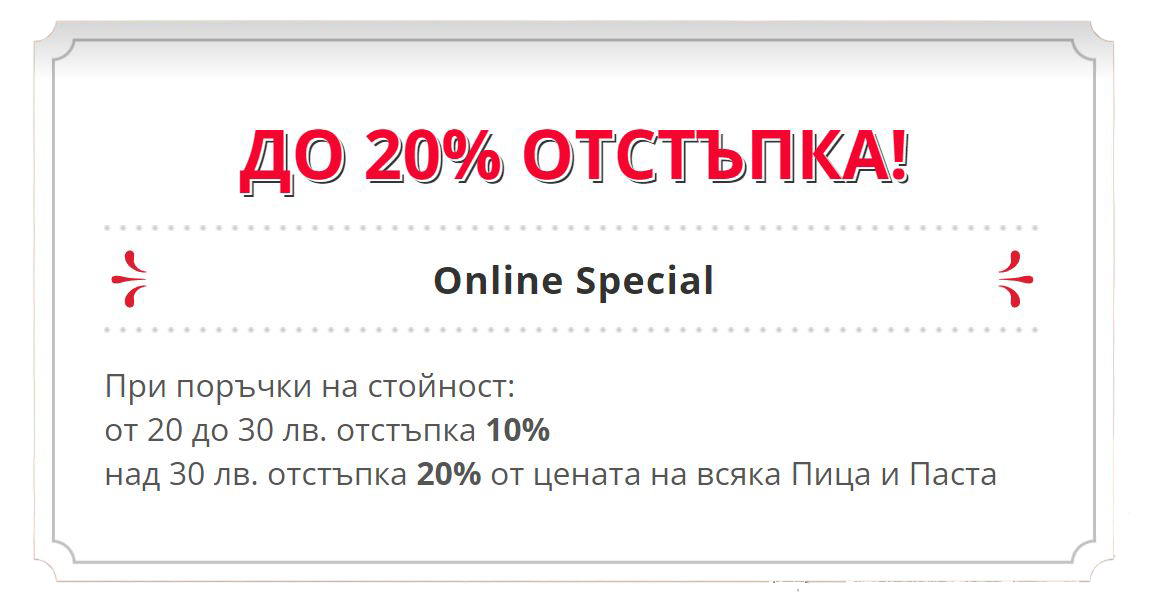 ДО 20% ОТСТЪПКА!
Online Special
При поръчки на стойност:
от 20 до 30 лв. отстъпка 10%
над 30 лв. отстъпка 20% от цената на всяка Пица и Паста